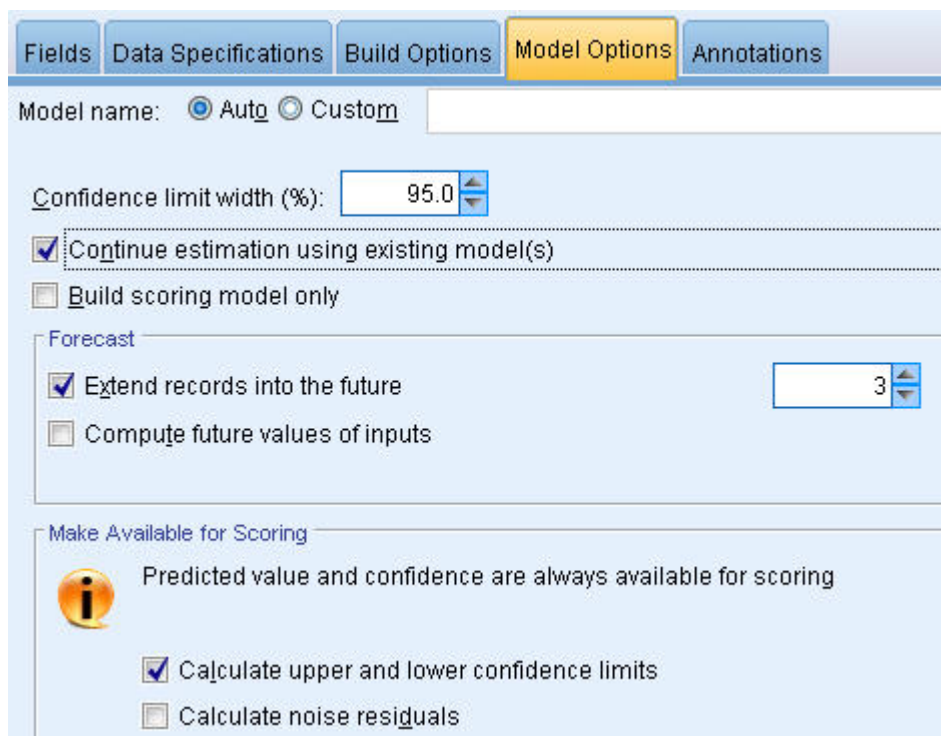 Fields Data Specifications Build Options Model Options Annotations
Model name: Auto Custom
Confidence limit width (%): 95.0
Continue estimation using existing model(s)
Build scoring model only
Forecast
Extend records into the future 3
Compute future values of inputs
Make Available for Scoring
Predicted value and confidence are always available for scoring
Calculate upper and lower confidence limits
Calculate noise residuals